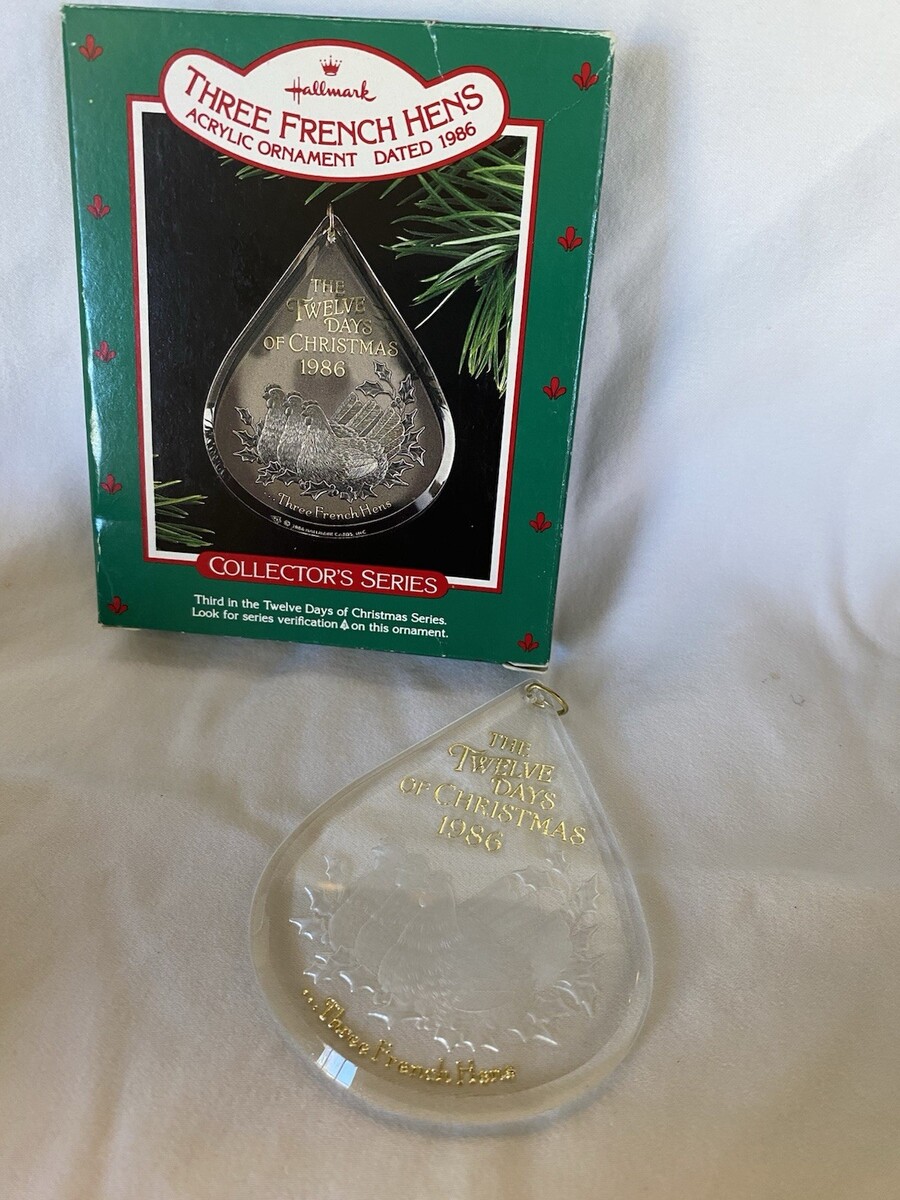 Hallmark
THREE FRENCH HENS
ACRYLIC ORNAMENT DATED 1986
THE
TWELVE
DAYS
OF CHRISTMAS
1986
...Three French Hens
COLLECTOR'S SERIES
Third in the Twelve Days of Christmas Series.
Look for series verification on this ornament.
THE
TWELVE
DAYS
OF CHRISTMAS
1986
...Three French Hens